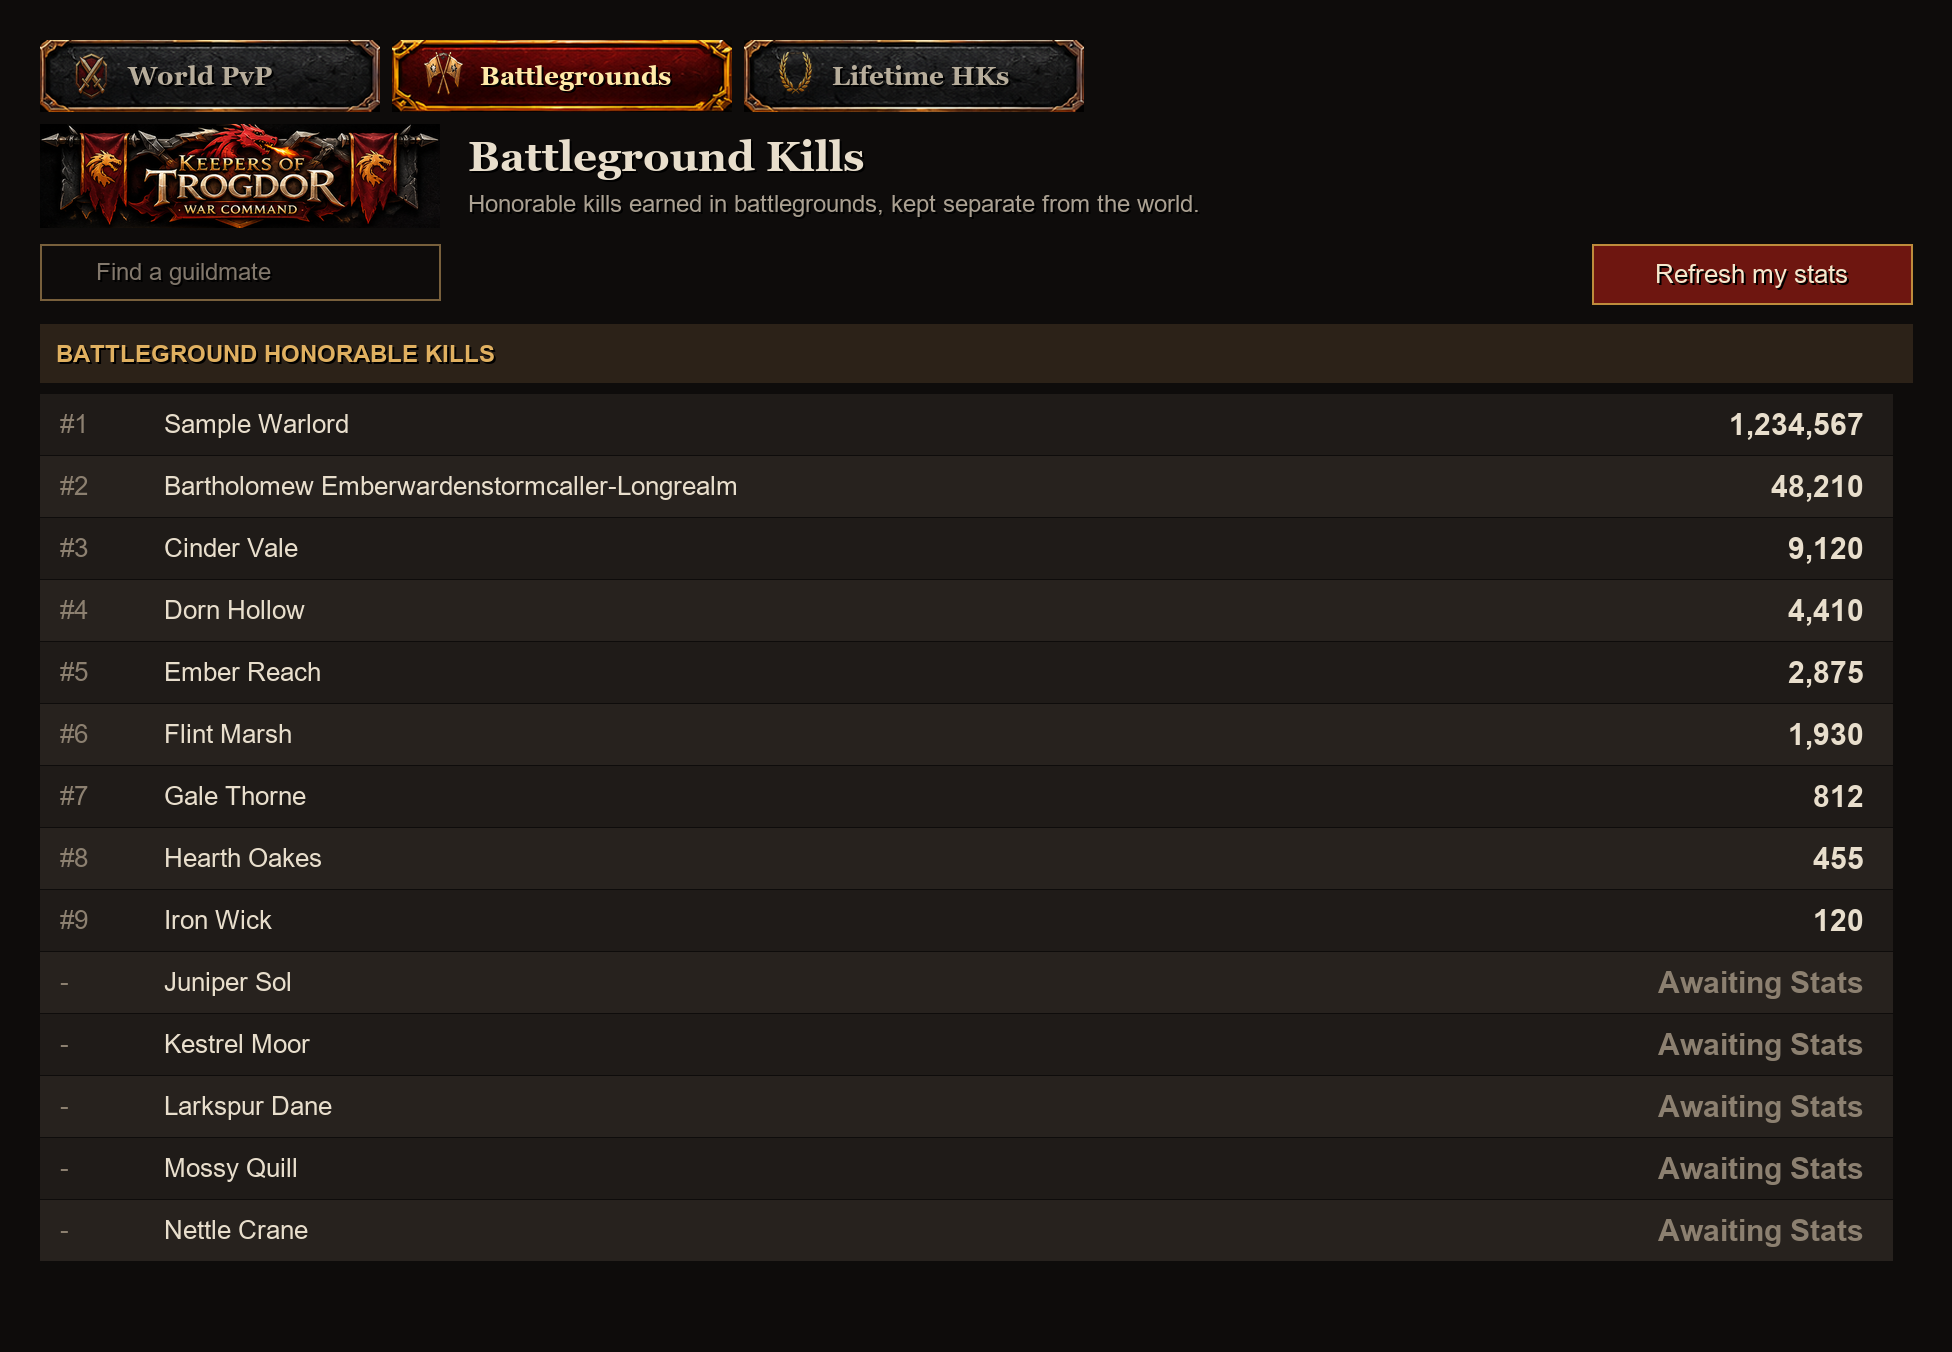 World PvP
Battlegrounds
Lifetime HKs
KEEPERS OF
TROGDOR
WAR COMMAND
Battleground Kills
Honorable kills earned in battlegrounds, kept separate from the world.
Find a guildmate
Refresh my stats
BATTLEGROUND HONORABLE KILLS
#1 Sample Warlord 1,234,567
#2 Bartholomew Emberwardenstormcaller-Longrealm 48,210
#3 Cinder Vale 9,120
#4 Dorn Hollow 4,410
#5 Ember Reach 2,875
#6 Flint Marsh 1,930
#7 Gale Thorne 812
#8 Hearth Oakes 455
#9 Iron Wick 120
- Juniper Sol Awaiting Stats
- Kestrel Moor Awaiting Stats
- Larkspur Dane Awaiting Stats
- Mossy Quill Awaiting Stats
- Nettle Crane Awaiting Stats